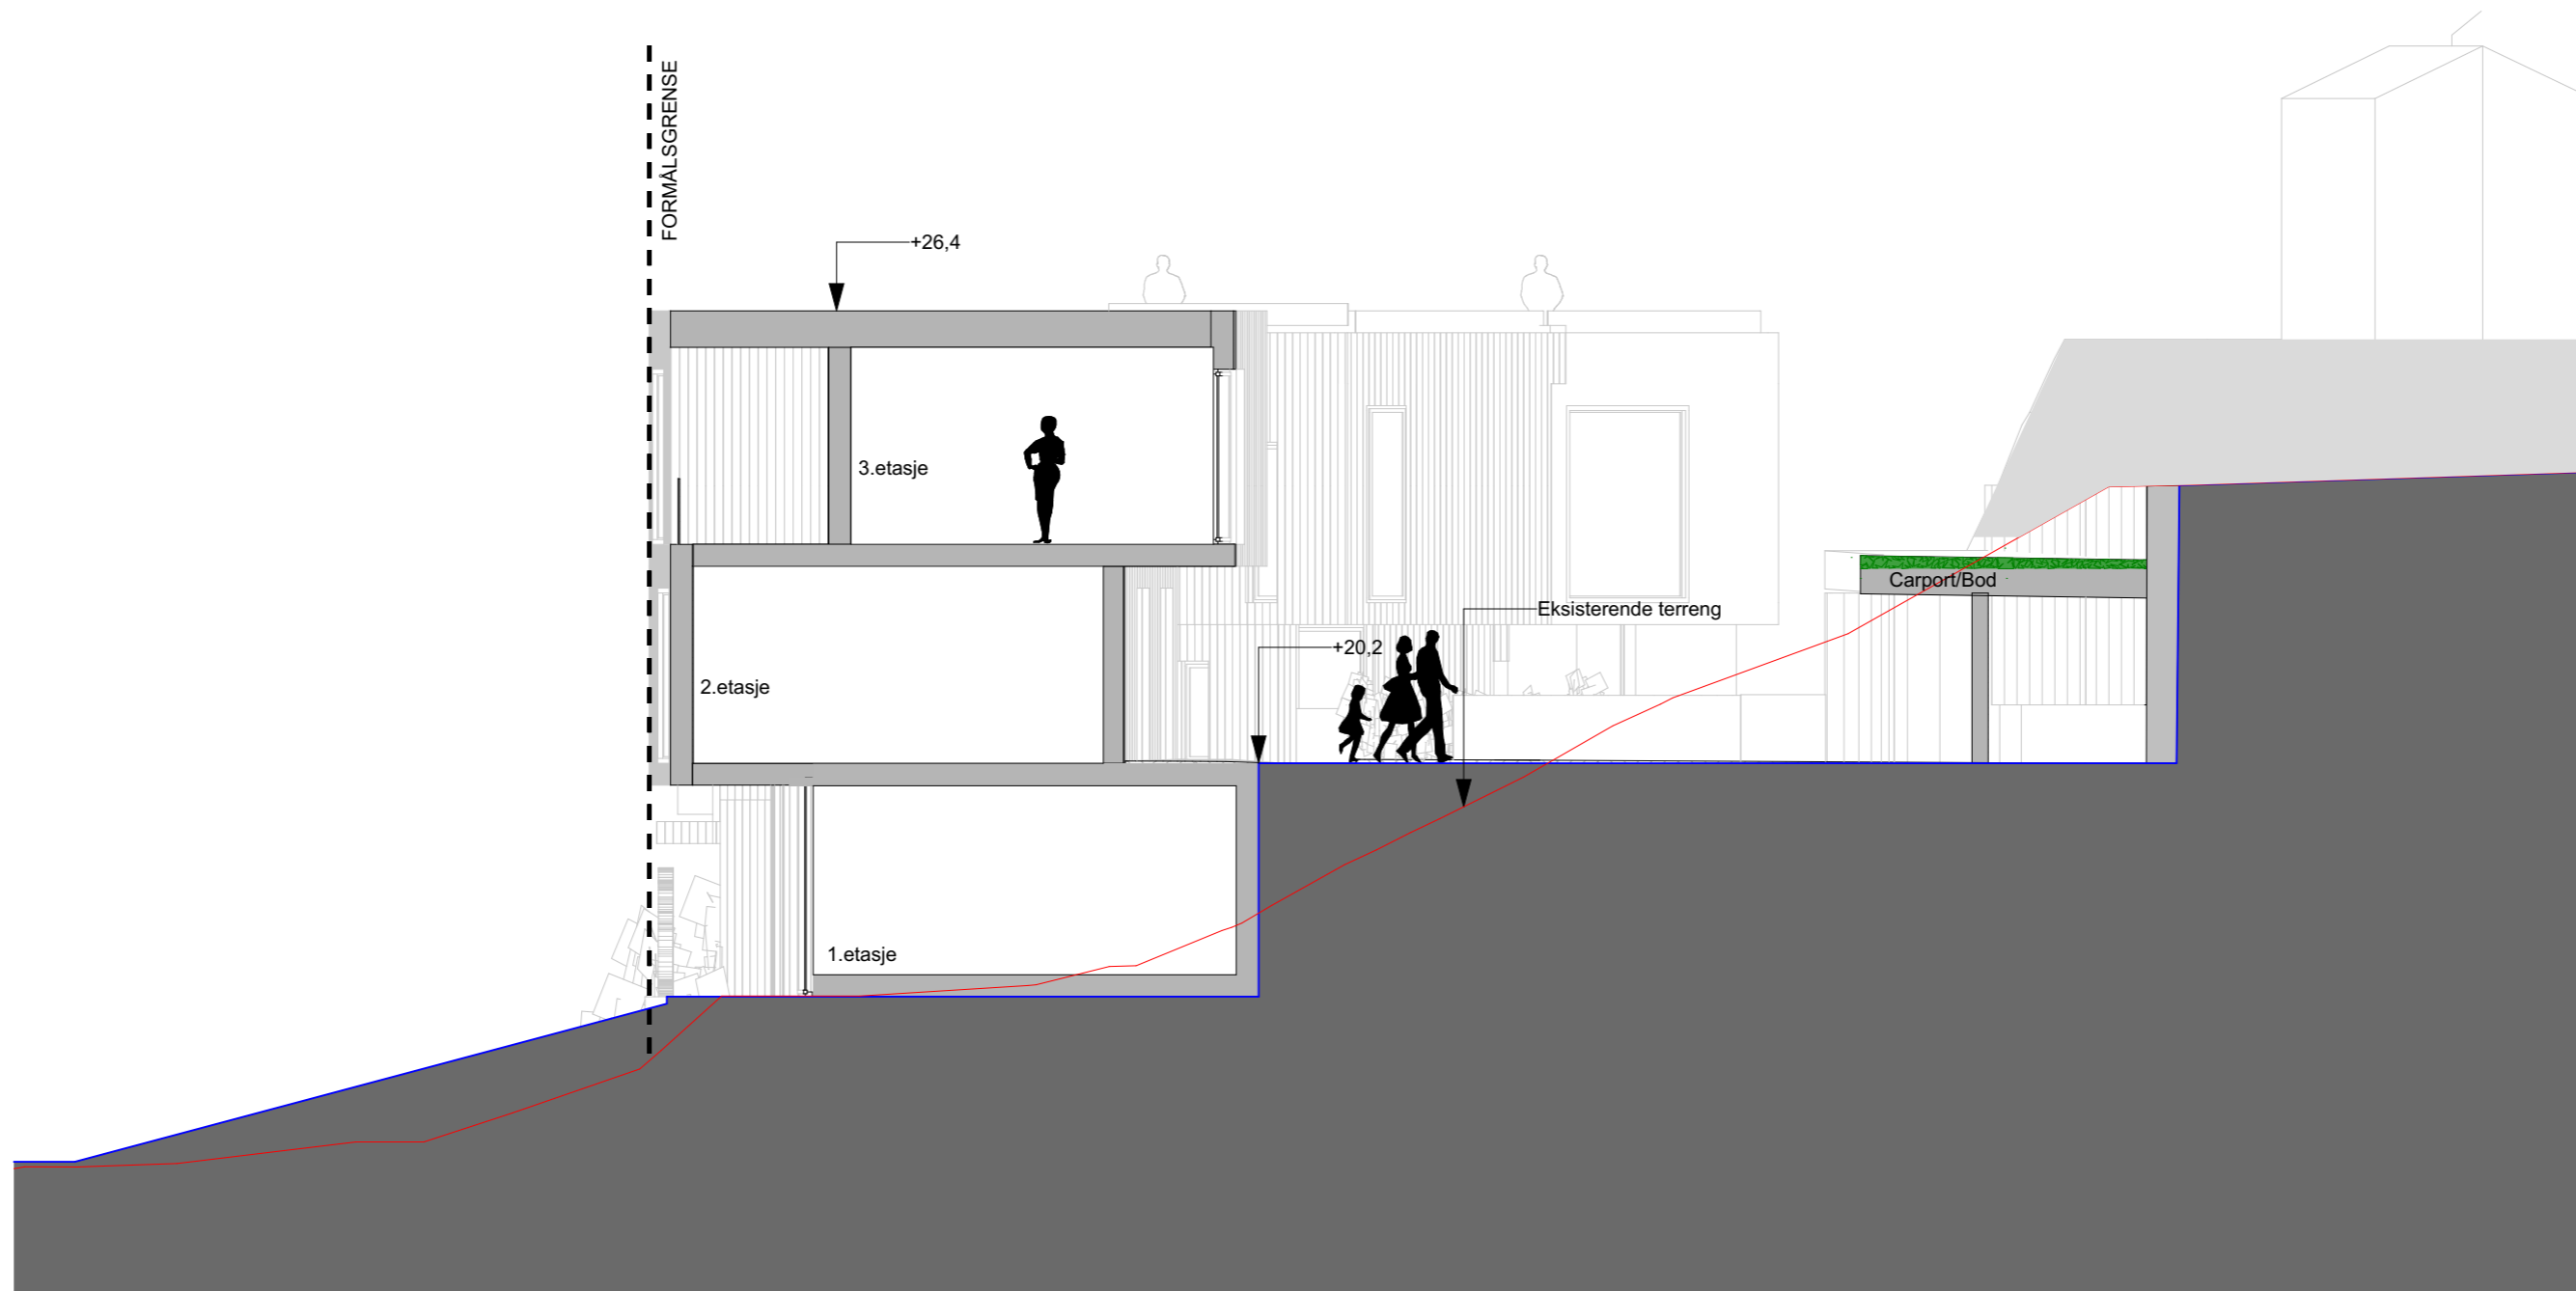 FORMÅLSGRENSE
+26,4
3.etasje
Carport/Bod
Eksisterende terreng
+20,2
2.etasje
1.etasje